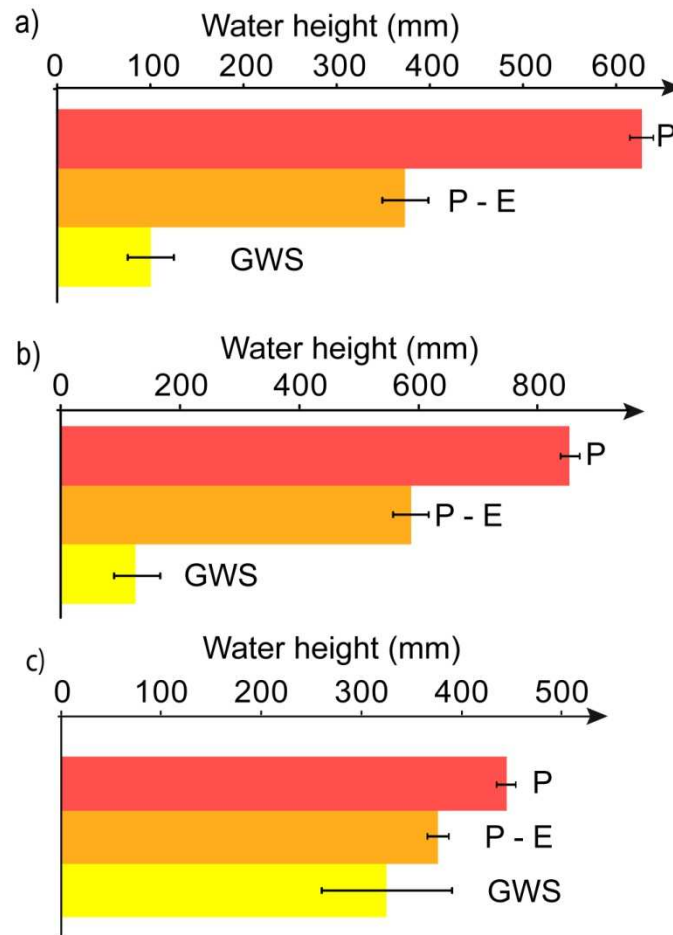 a)
Water height (mm)
0 100 200 300 400 500 600
P
P - E
GWS
b)
Water height (mm)
0 200 400 600 800
P
P - E
GWS
c)
Water height (mm)
0 100 200 300 400 500
P
P - E
GWS